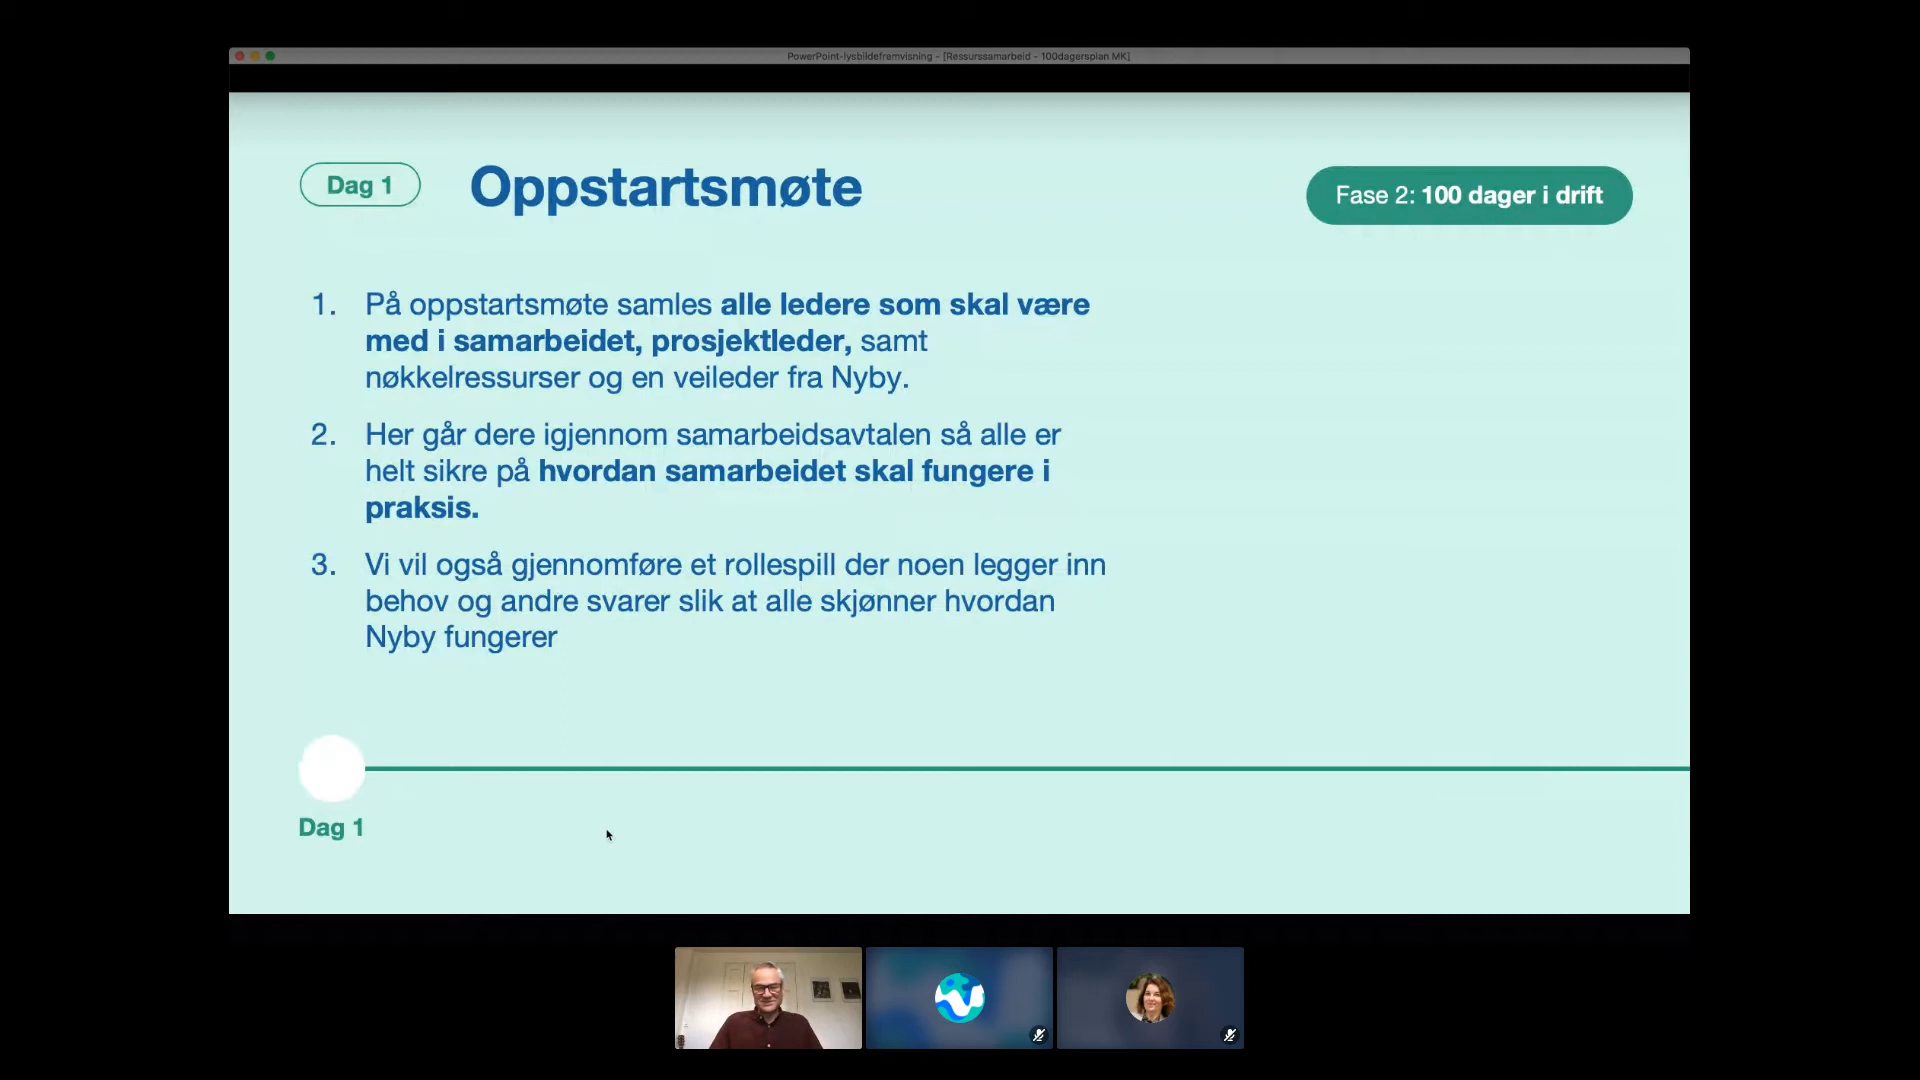 PowerPoint-lysbildefremvisning - [Ressurssamarbeid - 100dagersplan MK]
Dag 1
Oppstartsmøte
Fase 2: 100 dager i drift
1. På oppstartsmøte samles alle ledere som skal være
med i samarbeidet, prosjektleder, samt
nøkkelressurser og en veileder fra Nyby.
2. Her går dere igjennom samarbeidsavtalen så alle er
helt sikre på hvordan samarbeidet skal fungere i
praksis.
3. Vi vil også gjennomføre et rollespill der noen legger inn
behov og andre svarer slik at alle skjønner hvordan
Nyby fungerer
Dag 1